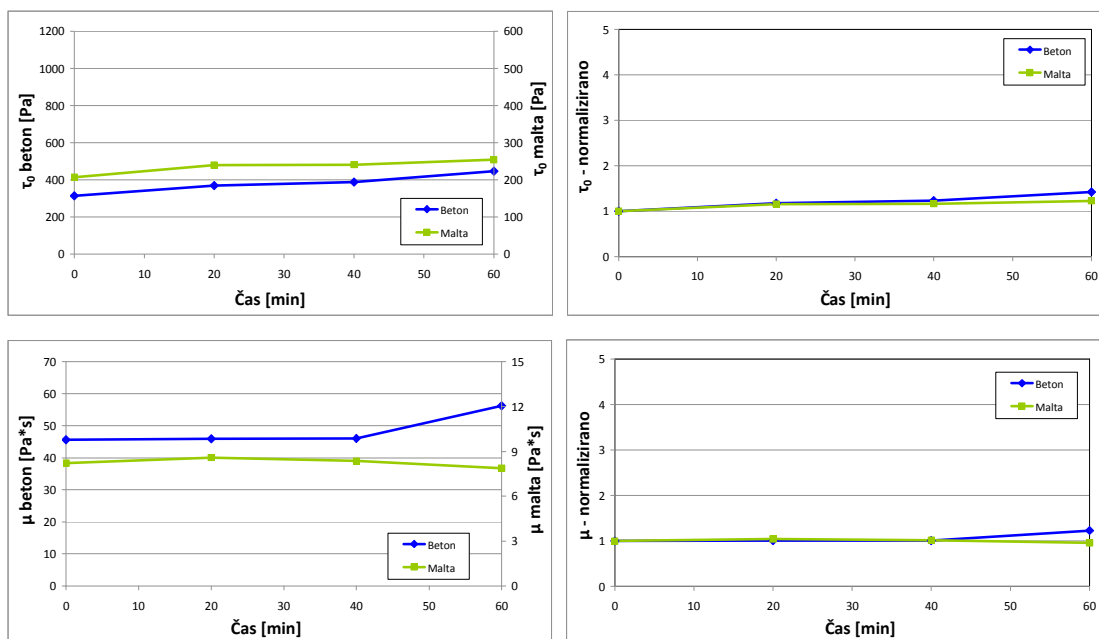 τ0 beton [Pa]
1200
1000
800
600
400
200
0
600
500
400
300
200
100
0
τ0 malta [Pa]
0 10 20 30 40 50 60
Čas [min]
Beton
Malta
τ0 - normalizirano
5
4
3
2
1
0
0 10 20 30 40 50 60
Čas [min]
Beton
Malta
μ beton [Pa*s]
70
60
50
40
30
20
10
0
15
12
9
6
3
0
μ malta [Pa*s]
0 10 20 30 40 50 60
Čas [min]
Beton
Malta
μ - normalizirano
5
4
3
2
1
0
0 10 20 30 40 50 60
Čas [min]
Beton
Malta